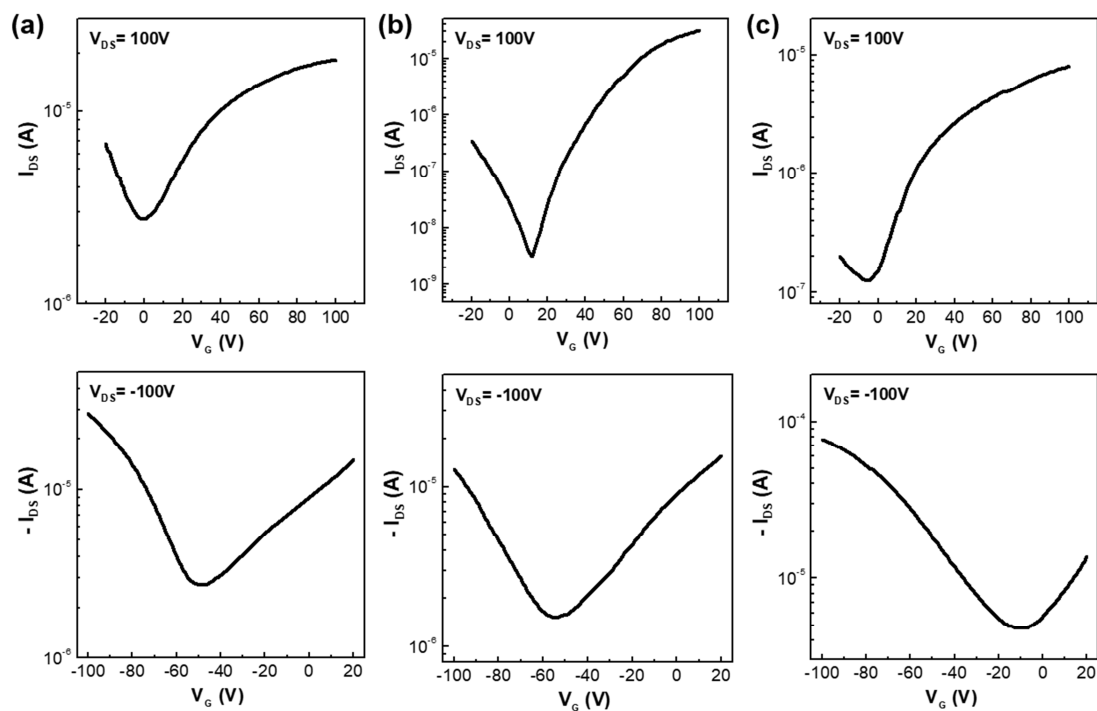 (a)
V_DS= 100V
I_DS (A)
10^-5
10^-6
-20 0 20 40 60 80 100
V_G (V)
(b)
V_DS= 100V
I_DS (A)
10^-5
10^-6
10^-7
10^-8
10^-9
-20 0 20 40 60 80 100
V_G (V)
(c)
V_DS= 100V
I_DS (A)
10^-5
10^-6
10^-7
-20 0 20 40 60 80 100
V_G (V)
V_DS= -100V
- I_DS (A)
10^-5
10^-6
-100 -80 -60 -40 -20 0 20
V_G (V)
V_DS= -100V
- I_DS (A)
10^-5
10^-6
-100 -80 -60 -40 -20 0 20
V_G (V)
V_DS= -100V
- I_DS (A)
10^-4
10^-5
-100 -80 -60 -40 -20 0 20
V_G (V)